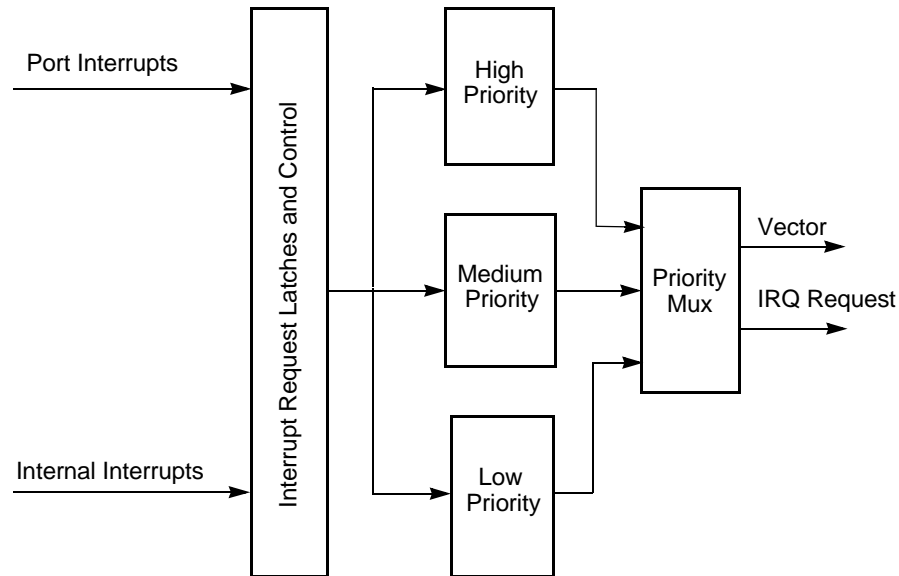 Port Interrupts
Internal Interrupts
Interrupt Request Latches and Control
High
Priority
Medium
Priority
Low
Priority
Priority
Mux
Vector
IRQ Request